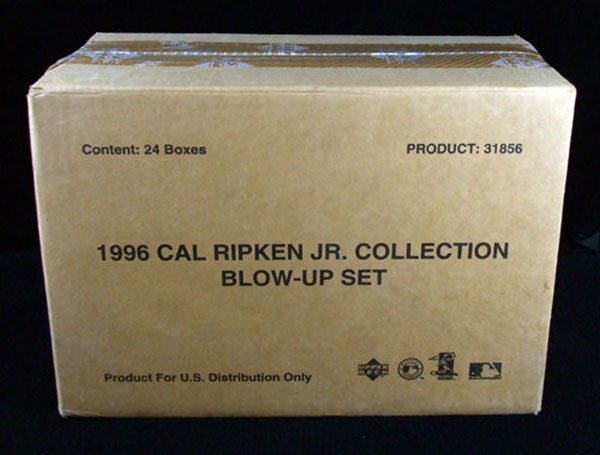 Content: 24 Boxes
PRODUCT: 31856
1996 CAL RIPKEN JR. COLLECTION
BLOW-UP SET
Product For U.S. Distribution Only